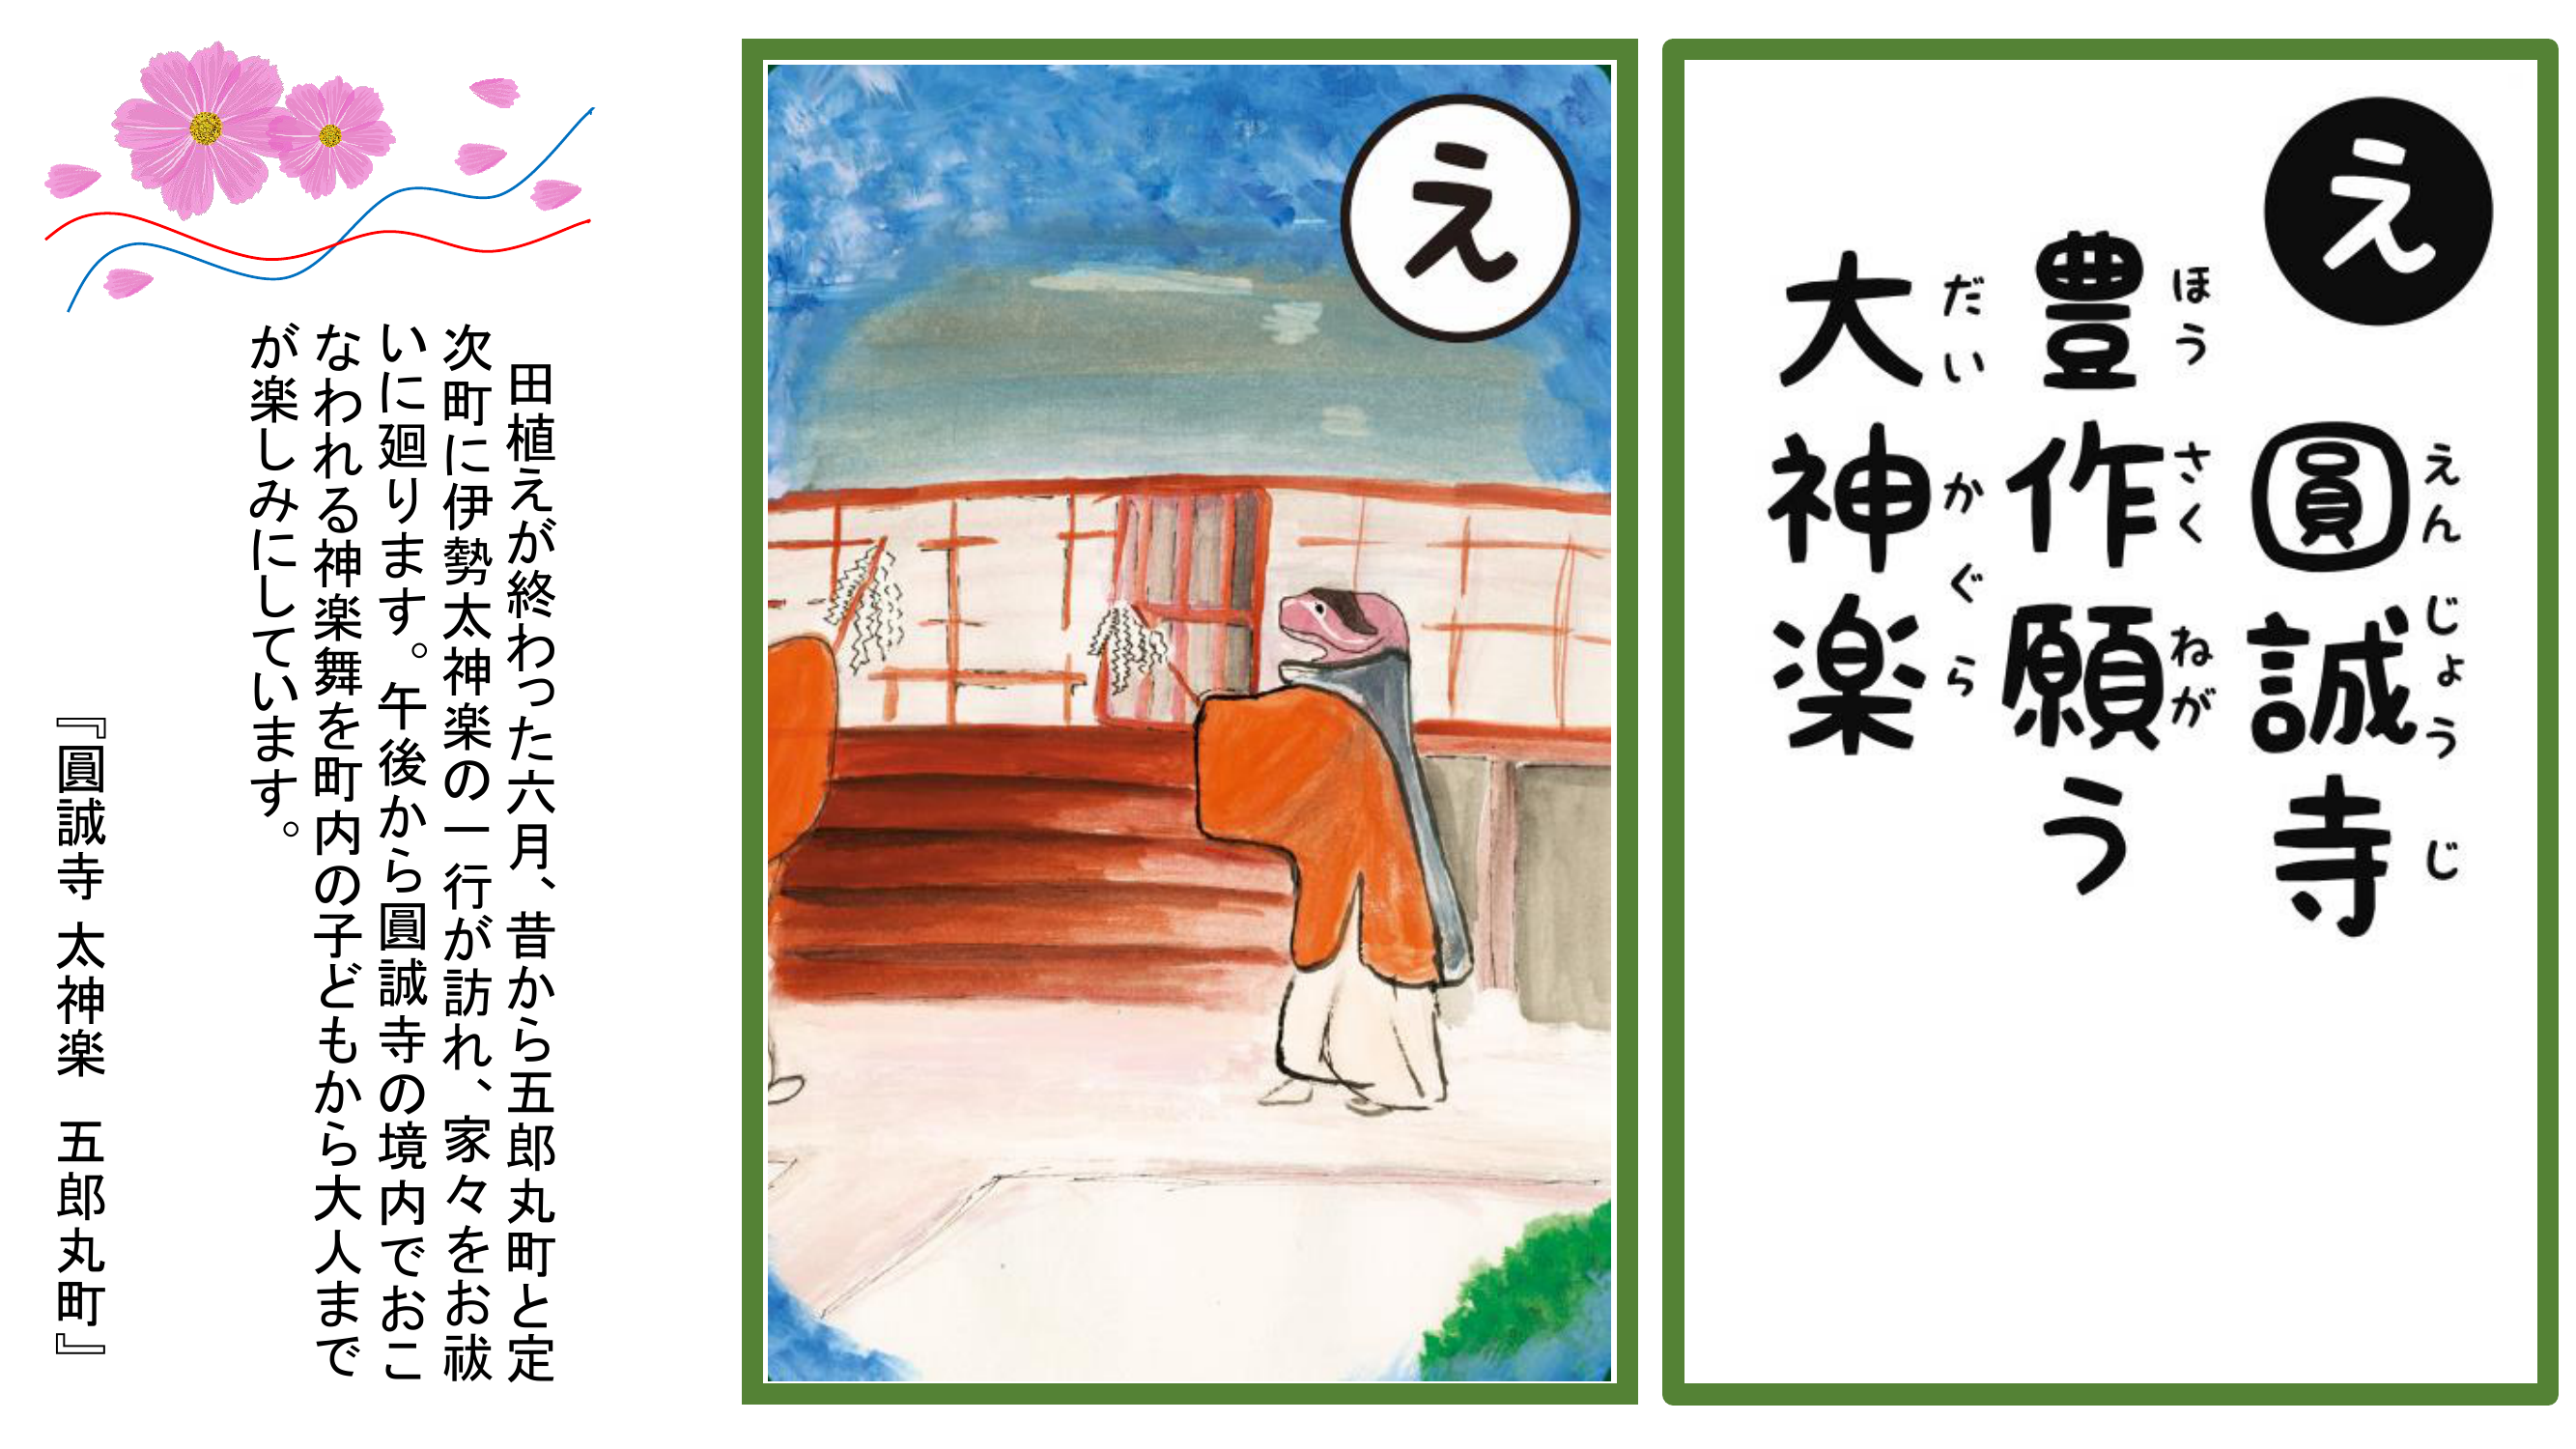 え
圓誠寺
えんじょうじ
豊作願う
ほうさくねが
大神楽
だいかぐら
え
田植えが終わった六月、昔から五郎丸町と定
次町に伊勢太神楽の一行が訪れ、家々をお祓
いに廻ります。午後から圓誠寺の境内でおこ
なわれる神楽舞を町内の子どもから大人まで
が楽しみにしています。
『圓誠寺 太神楽　五郎丸町』